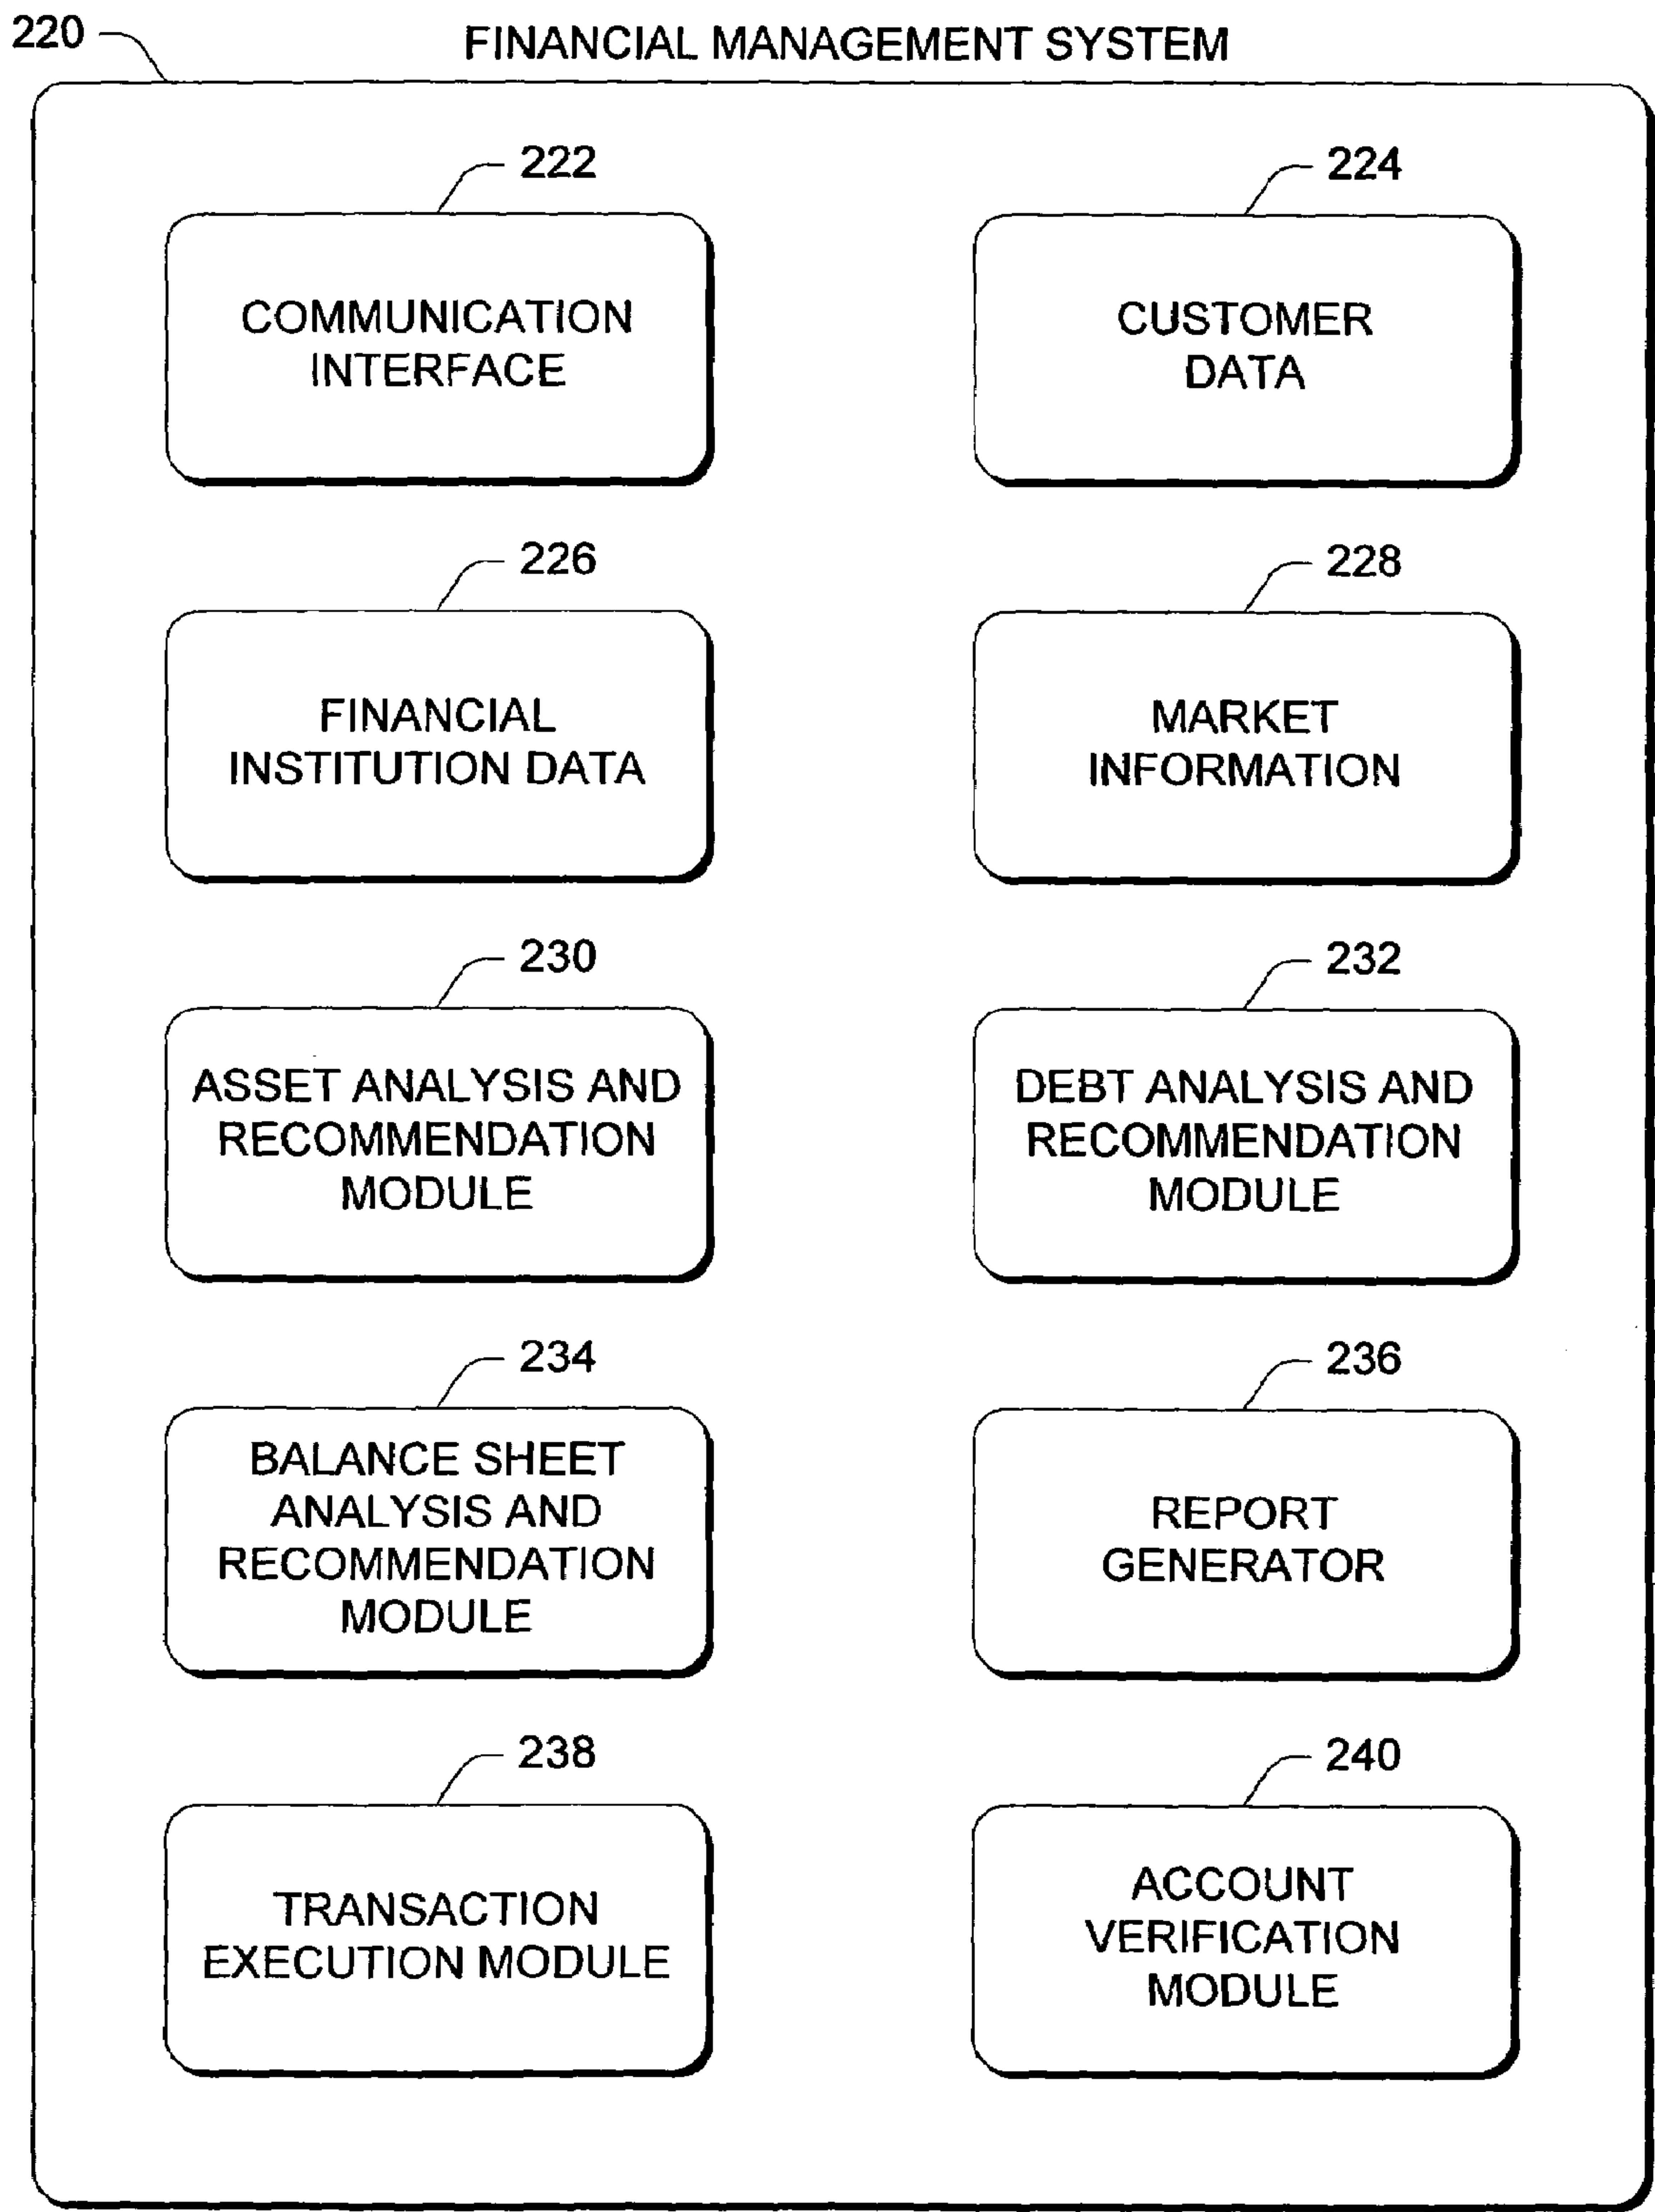 220
FINANCIAL MANAGEMENT SYSTEM
222
COMMUNICATION
INTERFACE
224
CUSTOMER
DATA
226
FINANCIAL
INSTITUTION DATA
228
MARKET
INFORMATION
230
ASSET ANALYSIS AND
RECOMMENDATION
MODULE
232
DEBT ANALYSIS AND
RECOMMENDATION
MODULE
234
BALANCE SHEET
ANALYSIS AND
RECOMMENDATION
MODULE
236
REPORT
GENERATOR
238
TRANSACTION
EXECUTION MODULE
240
ACCOUNT
VERIFICATION
MODULE